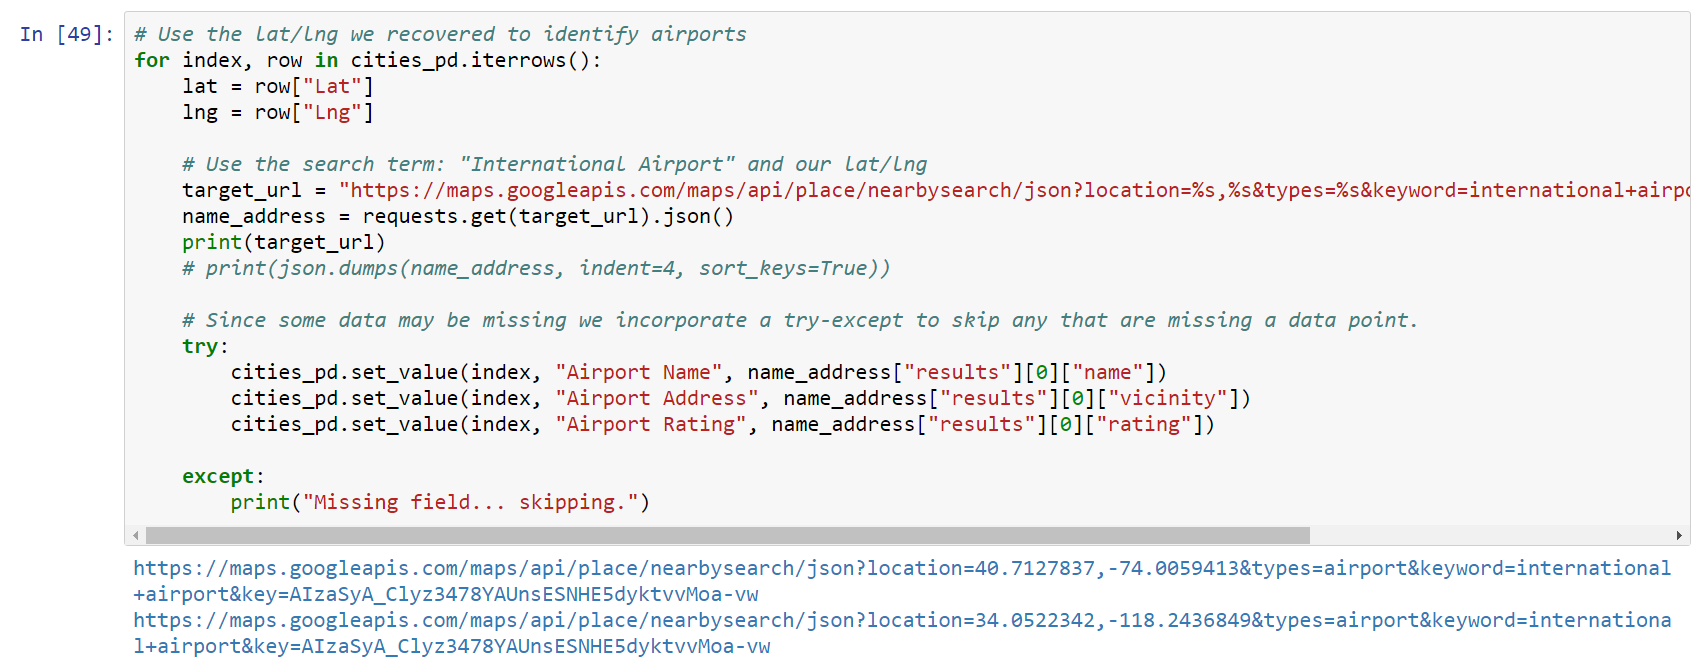 In [49]:
# Use the lat/lng we recovered to identify airports
for index, row in cities_pd.iterrows():
    lat = row["Lat"]
    lng = row["Lng"]

    # Use the search term: "International Airport" and our lat/lng
    target_url = "https://maps.googleapis.com/maps/api/place/nearbysearch/json?location=%s,%s&types=%s&keyword=international+airpo
    name_address = requests.get(target_url).json()
    print(target_url)
    # print(json.dumps(name_address, indent=4, sort_keys=True))

    # Since some data may be missing we incorporate a try-except to skip any that are missing a data point.
    try:
        cities_pd.set_value(index, "Airport Name", name_address["results"][0]["name"])
        cities_pd.set_value(index, "Airport Address", name_address["results"][0]["vicinity"])
        cities_pd.set_value(index, "Airport Rating", name_address["results"][0]["rating"])

    except:
        print("Missing field... skipping.")
https://maps.googleapis.com/maps/api/place/nearbysearch/json?location=40.7127837,-74.0059413&types=airport&keyword=international
+airport&key=AIzaSyA_Clyz3478YAUnsESNHE5dyktvvMoa-vw
https://maps.googleapis.com/maps/api/place/nearbysearch/json?location=34.0522342,-118.2436849&types=airport&keyword=internationa
l+airport&key=AIzaSyA_Clyz3478YAUnsESNHE5dyktvvMoa-vw